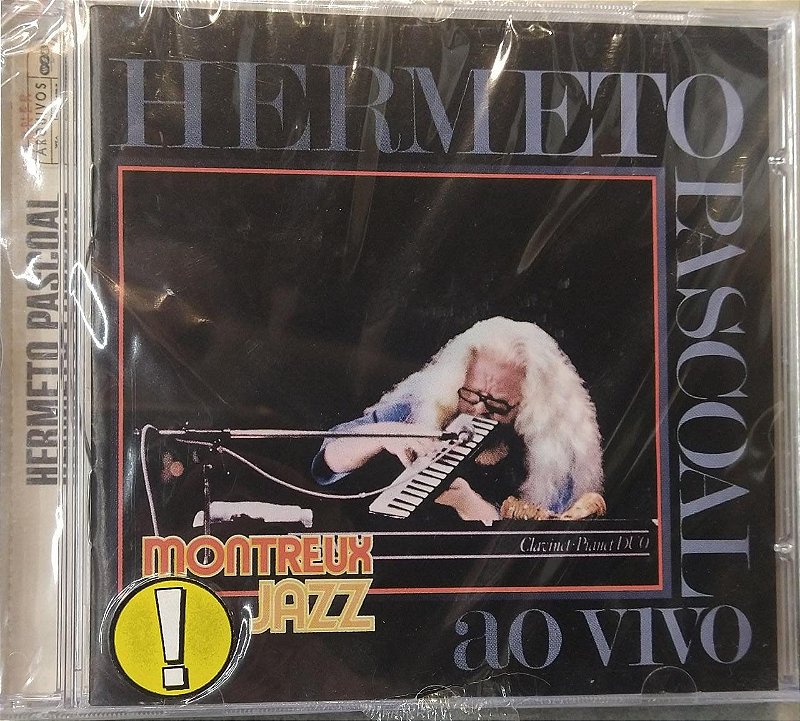 HERMETO
PASCOAL
ao vivo
MONTREUX
JAZZ
Clavinet·Pianet DUO
!
HERMETO PASCOAL
ARQUIVOS